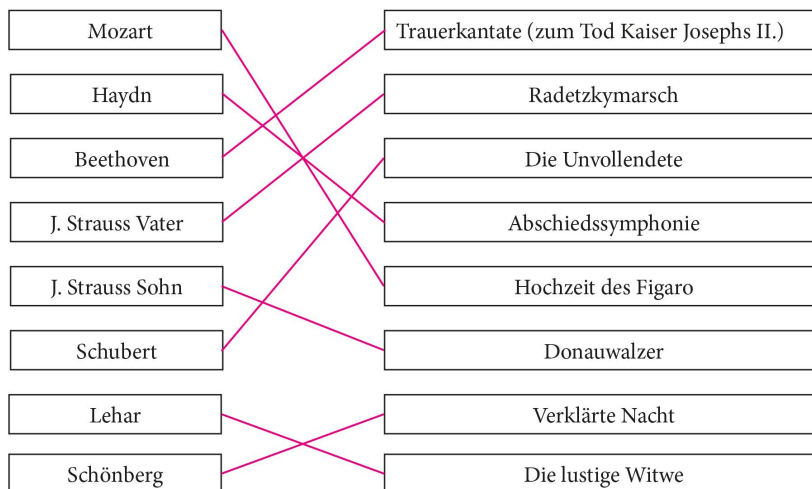 Mozart
Trauerkantate (zum Tod Kaiser Josephs II.)
Haydn
Radetzkymarsch
Beethoven
Die Unvollendete
J. Strauss Vater
Abschiedssymphonie
J. Strauss Sohn
Hochzeit des Figaro
Schubert
Donauwalzer
Lehar
Verklärte Nacht
Schönberg
Die lustige Witwe